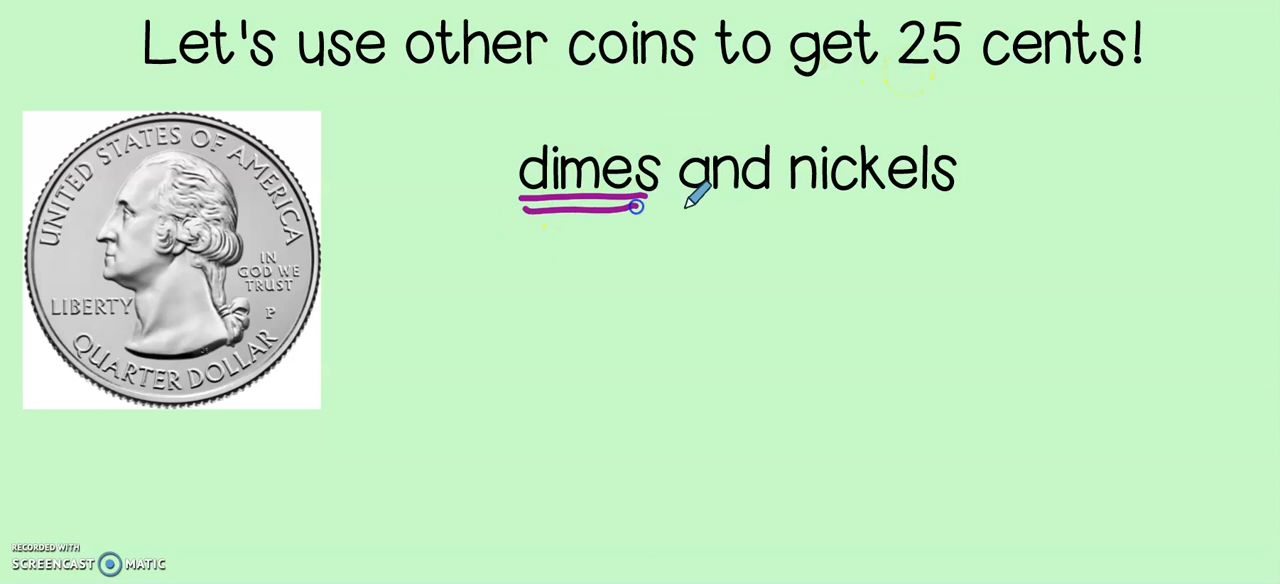 Let's use other coins to get 25 cents!
dimes and nickels
UNITED STATES OF AMERICA
IN
GOD WE
TRUST
LIBERTY
P
QUARTER DOLLAR
RECORDED WITH
SCREENCAST MATIC